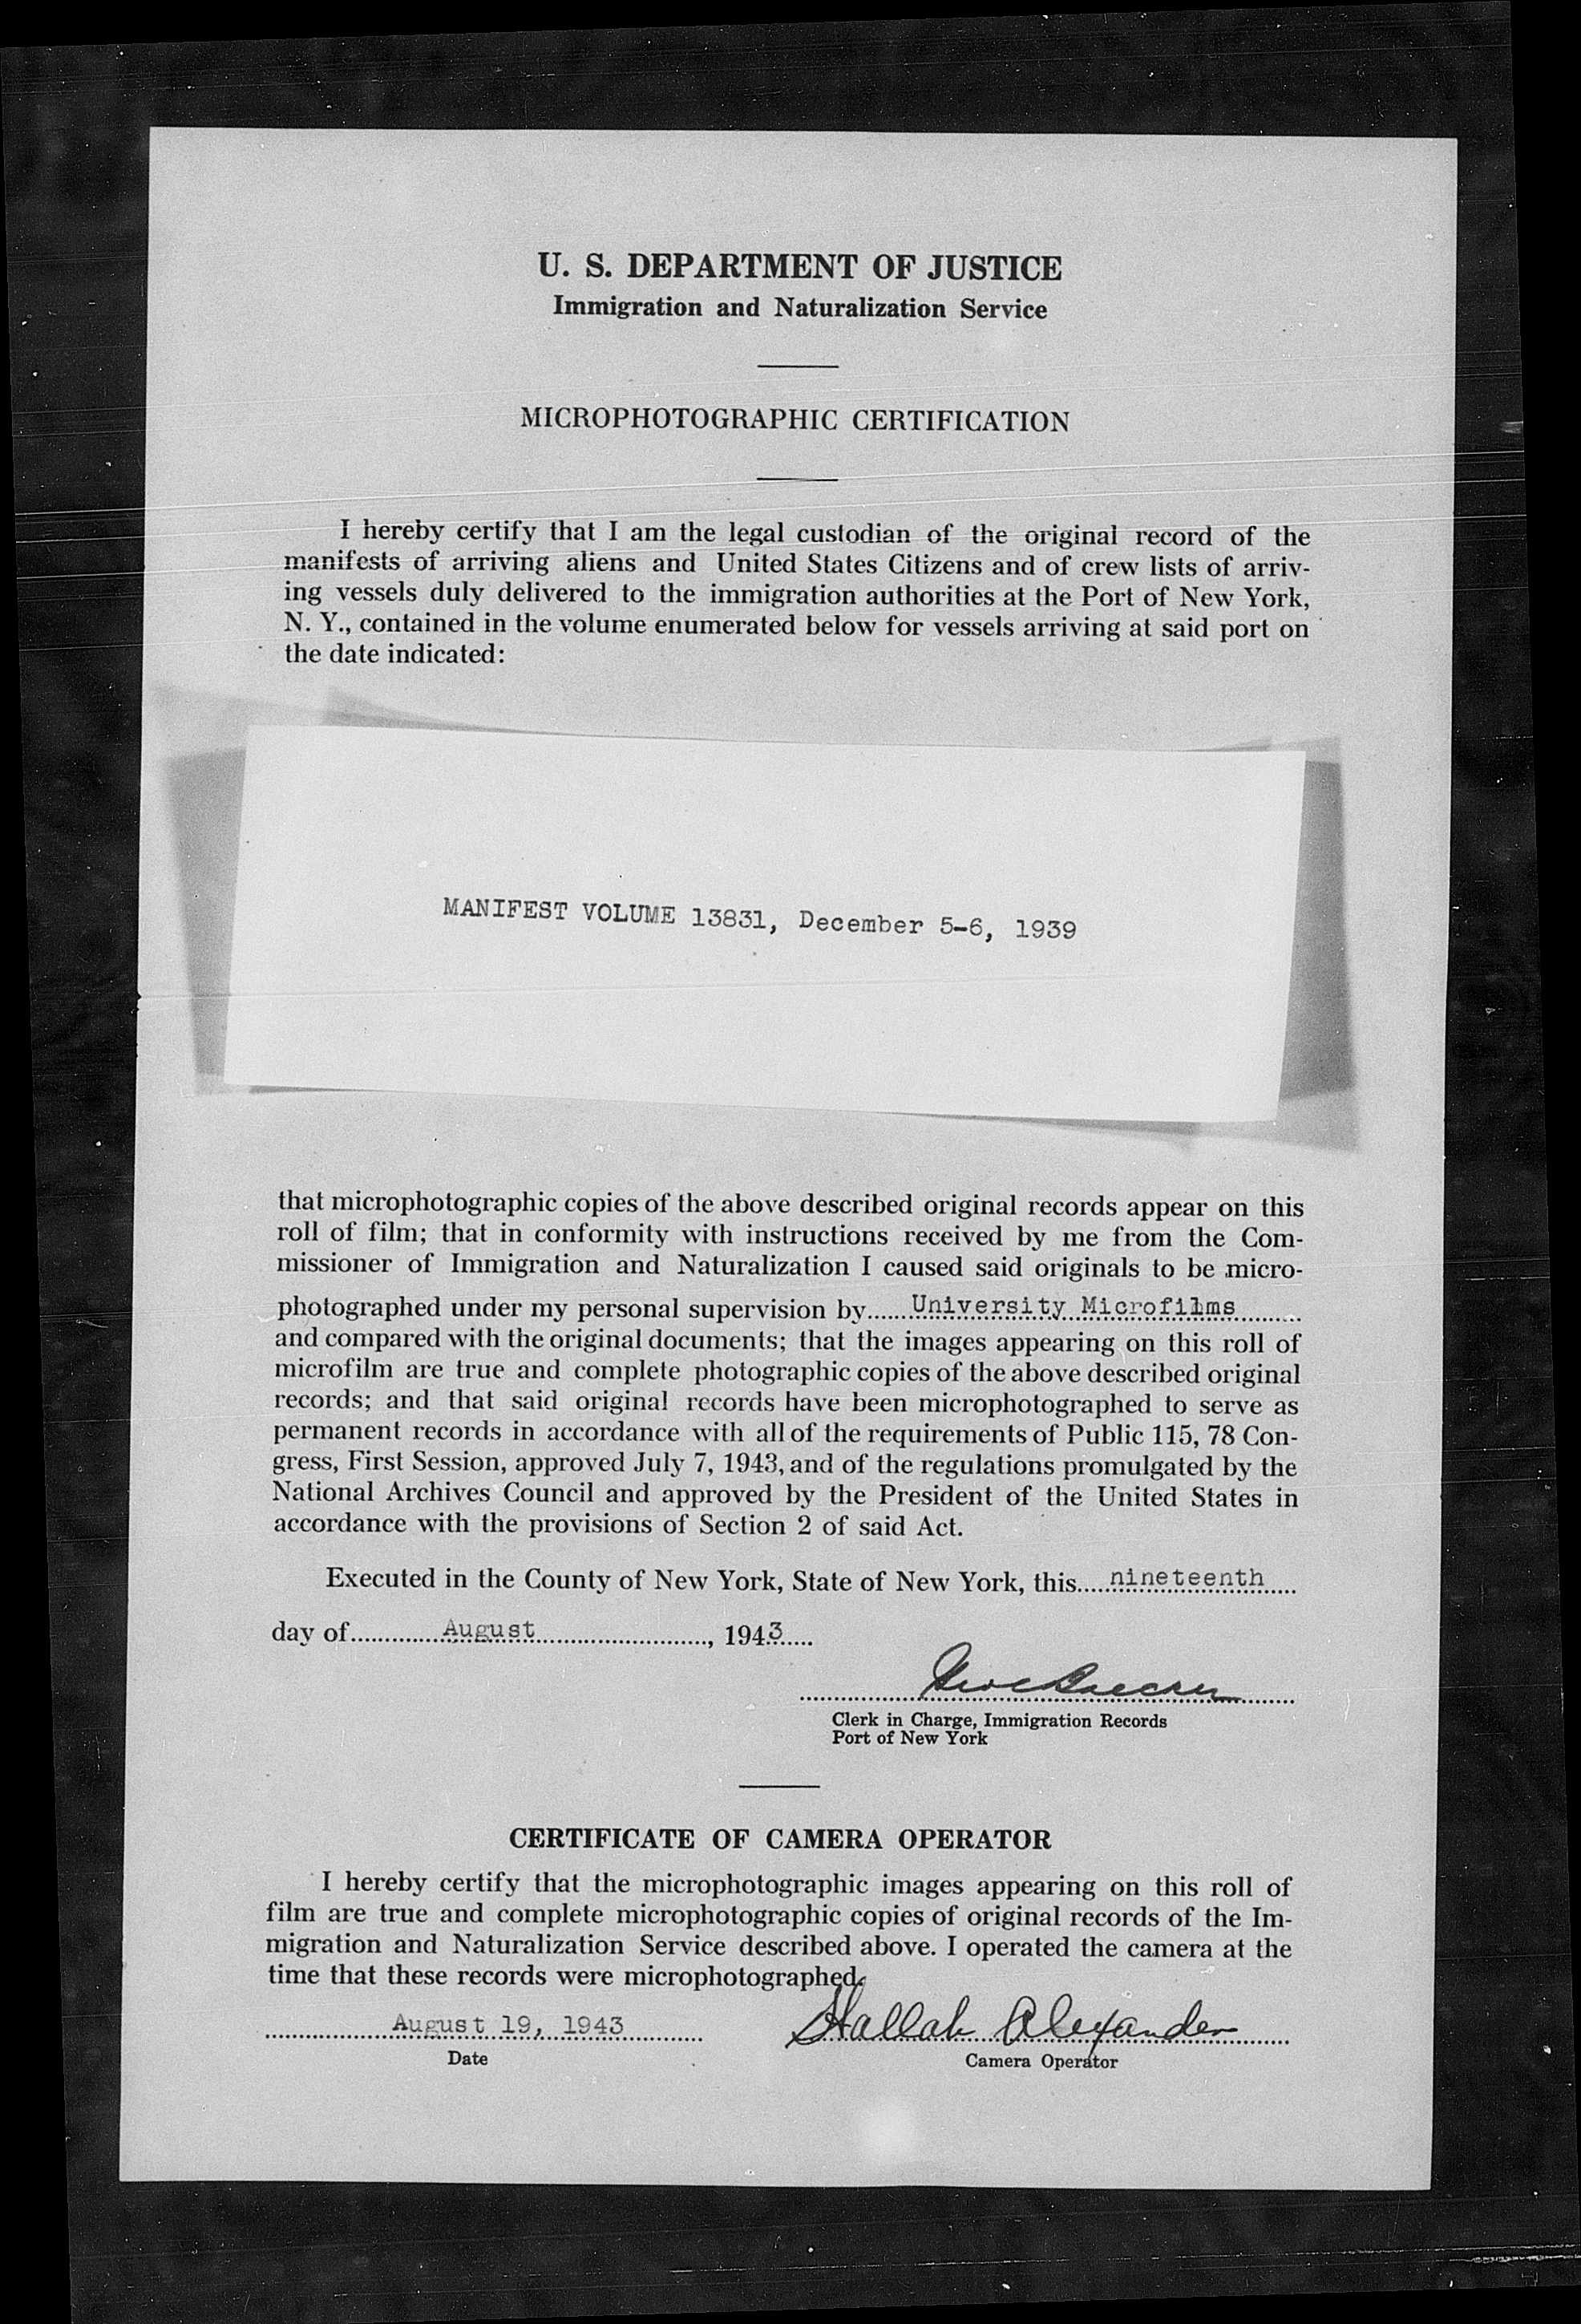 U. S. DEPARTMENT OF JUSTICE
Immigration and Naturalization Service
MICROPHOTOGRAPHIC CERTIFICATION
I hereby certify that I am the legal custodian of the original record of the
manifests of arriving aliens and United States Citizens and of crew lists of arriv-
ing vessels duly delivered to the immigration authorities at the Port of New York,
N. Y., contained in the volume enumerated below for vessels arriving at said port on
the date indicated:
MANIFEST VOLUME 13831, December 5-6, 1939
that microphotographic copies of the above described original records appear on this
roll of film; that in conformity with instructions received by me from the Com-
missioner of Immigration and Naturalization I caused said originals to be micro-
photographed under my personal supervision by University Microfilms
and compared with the original documents; that the images appearing on this roll of
microfilm are true and complete photographic copies of the above described original
records; and that said original records have been microphotographed to serve as
permanent records in accordance with all of the requirements of Public 115, 78 Con-
gress, First Session, approved July 7, 1943, and of the regulations promulgated by the
National Archives Council and approved by the President of the United States in
accordance with the provisions of Section 2 of said Act.
Executed in the County of New York, State of New York, this nineteenth
day of August, 1943
Clerk in Charge, Immigration Records
Port of New York
CERTIFICATE OF CAMERA OPERATOR
I hereby certify that the microphotographic images appearing on this roll of
film are true and complete microphotographic copies of original records of the Im-
migration and Naturalization Service described above. I operated the camera at the
time that these records were microphotographed.
August 19, 1943 Hallah Alexander
Date Camera Operator